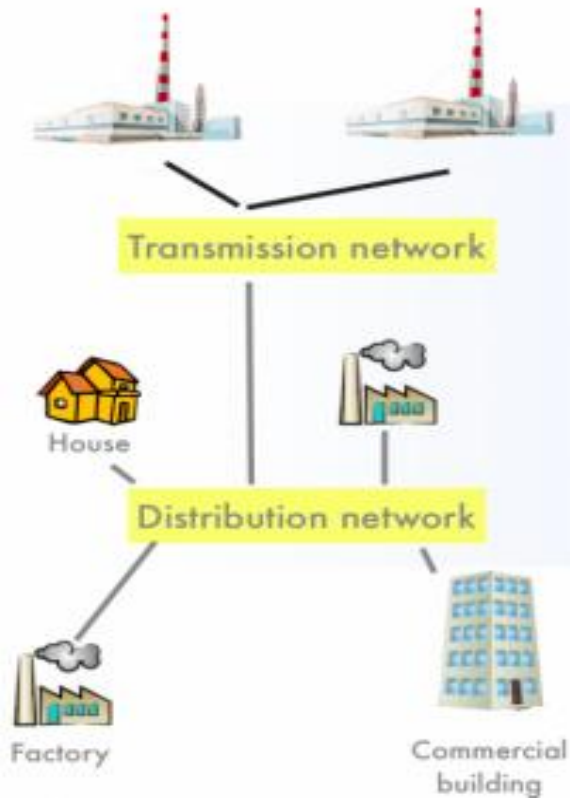 Transmission network
House
Distribution network
Factory
Commercial
building